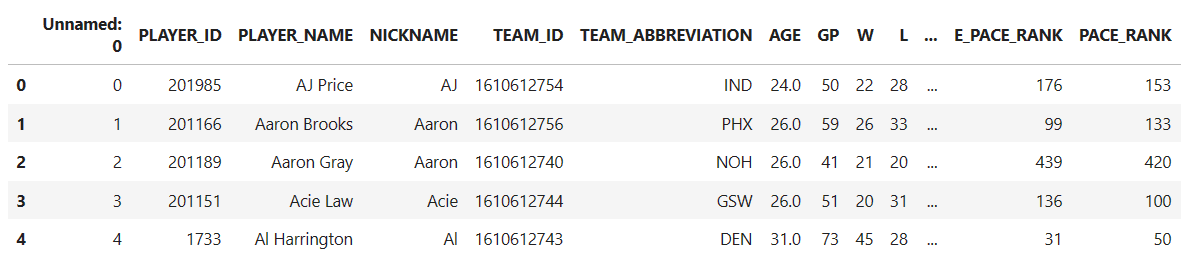 Unnamed: 0 PLAYER_ID PLAYER_NAME NICKNAME TEAM_ID TEAM_ABBREVIATION AGE GP W L ... E_PACE_RANK PACE_RANK
0 0 201985 AJ Price AJ 1610612754 IND 24.0 50 22 28 ... 176 153
1 1 201166 Aaron Brooks Aaron 1610612756 PHX 26.0 59 26 33 ... 99 133
2 2 201189 Aaron Gray Aaron 1610612740 NOH 26.0 41 21 20 ... 439 420
3 3 201151 Acie Law Acie 1610612744 GSW 26.0 51 20 31 ... 136 100
4 4 1733 Al Harrington Al 1610612743 DEN 31.0 73 45 28 ... 31 50